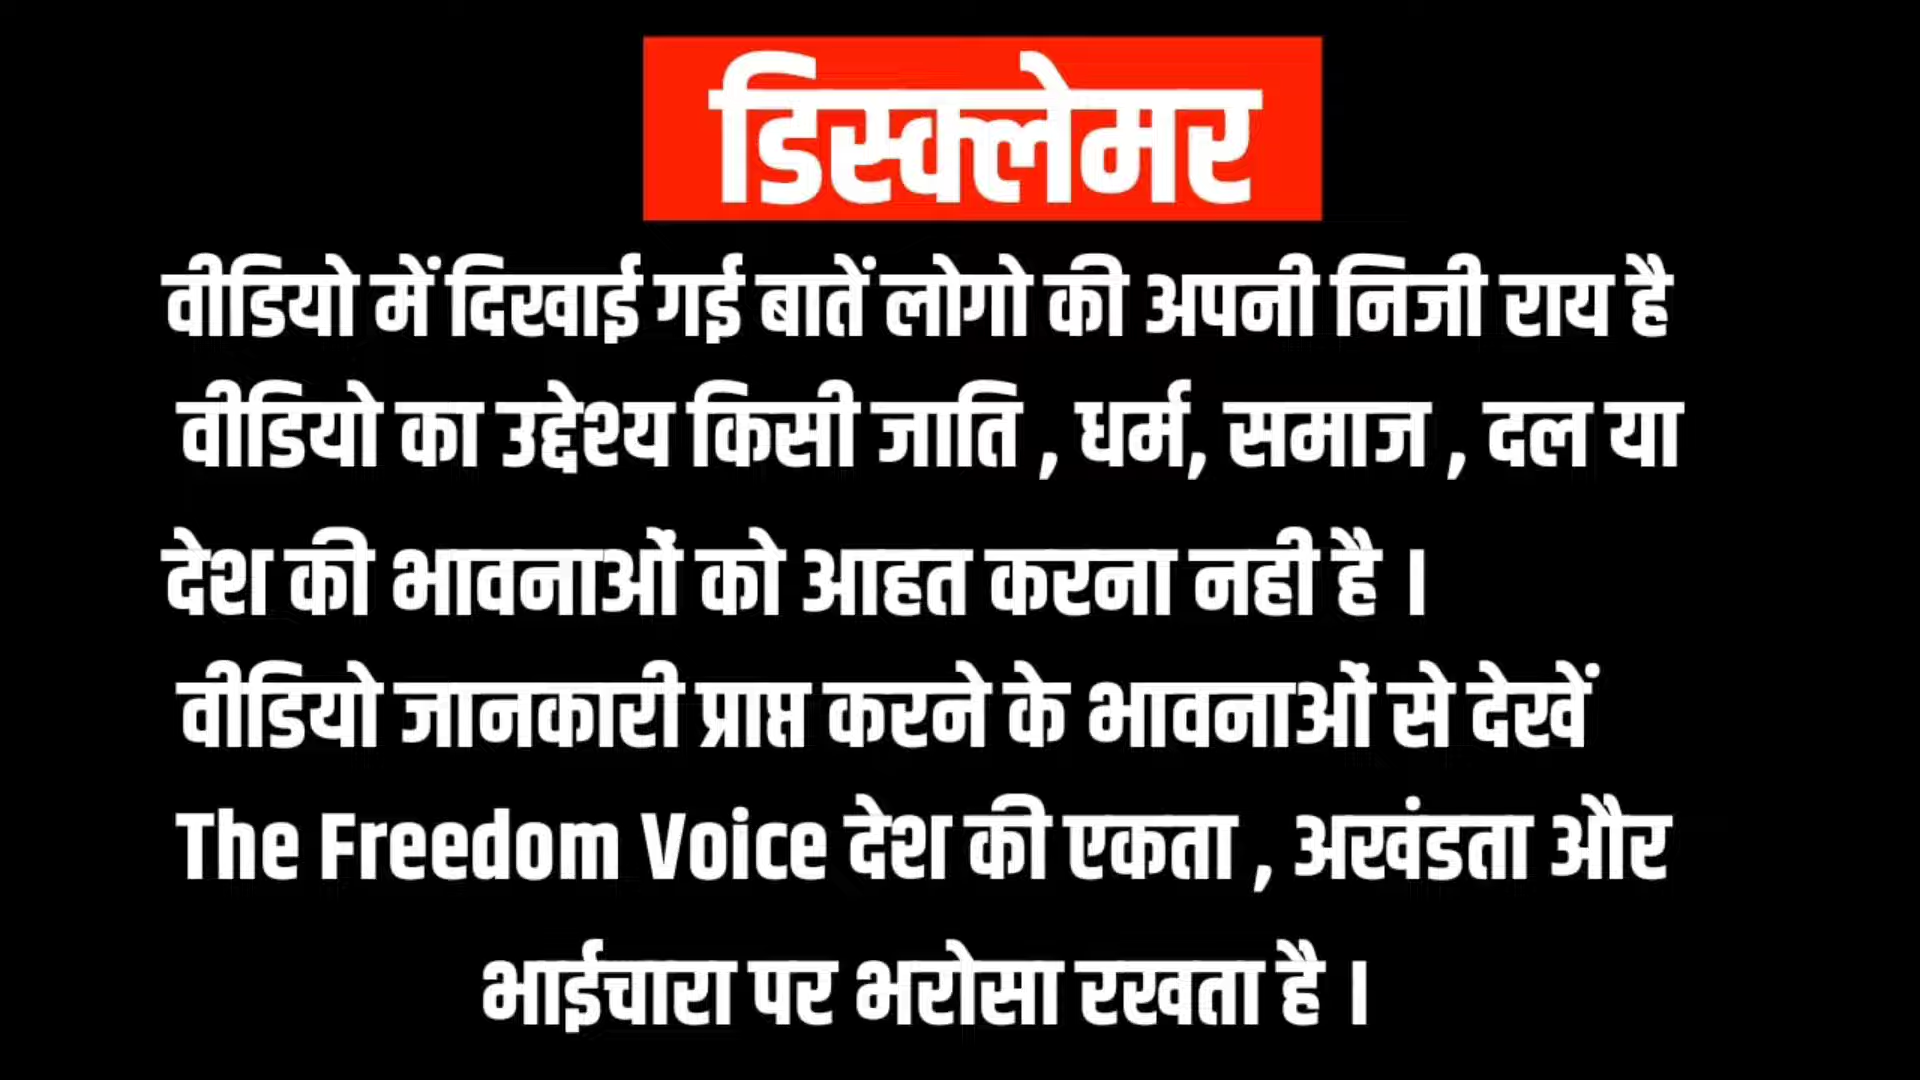 डिस्क्लेमर
वीडियो में दिखाई गई बातें लोगो की अपनी निजी राय है
वीडियो का उद्देश्य किसी जाति , धर्म, समाज , दल या
देश की भावनाओं को आहत करना नही है ।
वीडियो जानकारी प्राप्त करने के भावनाओं से देखें
The Freedom Voice देश की एकता , अखंडता और
भाईचारा पर भरोसा रखता है ।